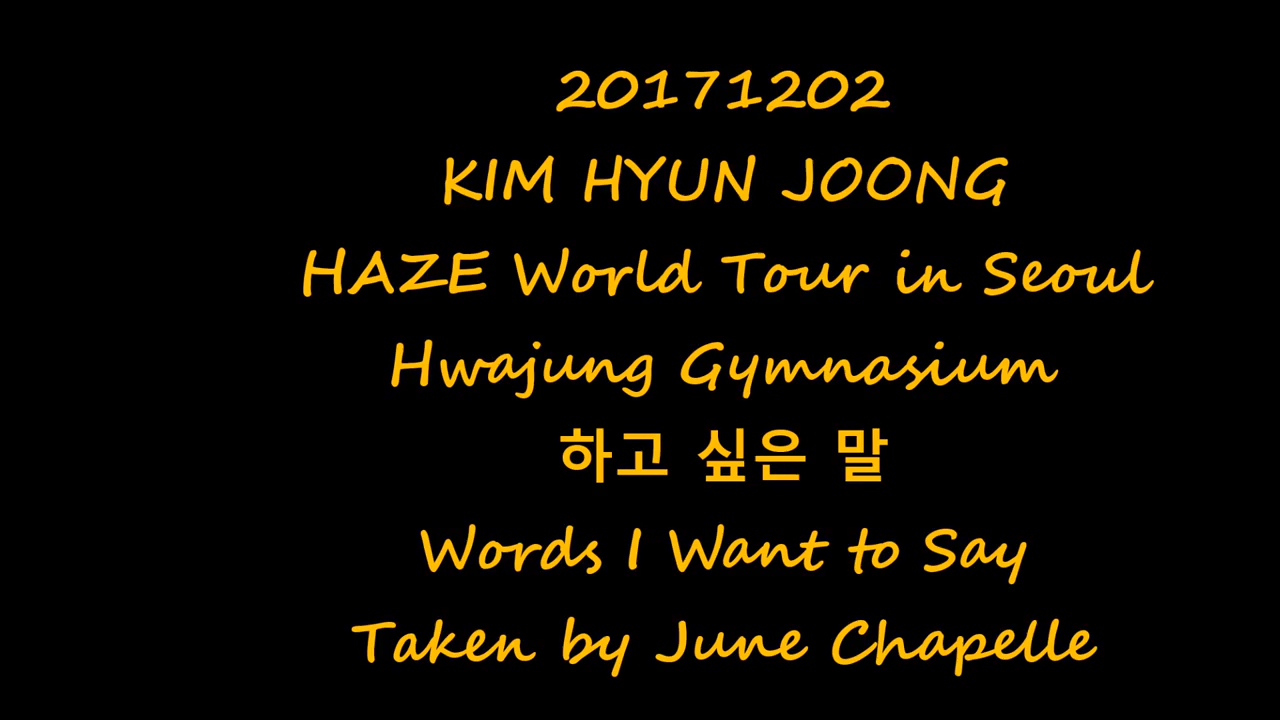 20171202
KIM HYUN JOONG
HAZE World Tour in Seoul
Hwajung Gymnasium
하고 싶은 말
Words I Want to Say
Taken by June Chapelle